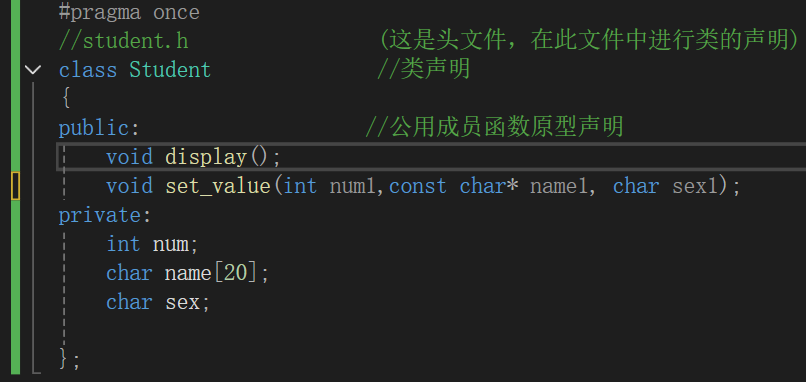 #pragma once
//student.h (这是头文件，在此文件中进行类的声明)
class Student //类声明
{
public: //公用成员函数原型声明
void display();
void set_value(int num1,const char* name1, char sex1);
private:
int num;
char name[20];
char sex;
};